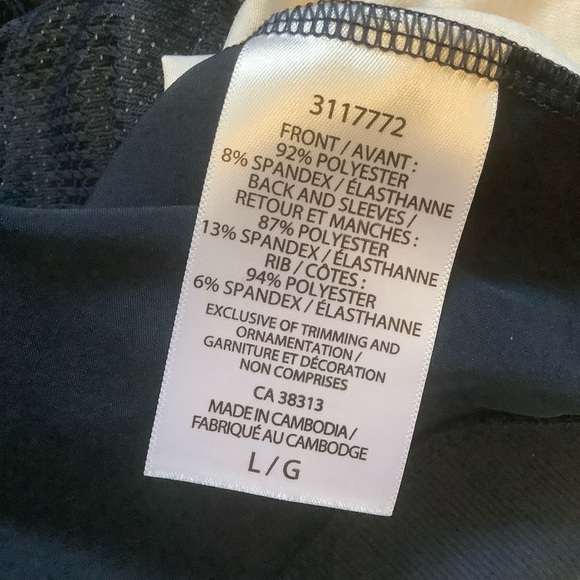 3117772
FRONT / AVANT :
92% POLYESTER
8% SPANDEX / ÉLASTHANNE
BACK AND SLEEVES /
RETOUR ET MANCHES :
87% POLYESTER
13% SPANDEX / ÉLASTHANNE
RIB / CÔTES :
94% POLYESTER
6% SPANDEX / ÉLASTHANNE
EXCLUSIVE OF TRIMMING AND
ORNAMENTATION /
GARNITURE ET DÉCORATION
NON COMPRISES
CA 38313
MADE IN CAMBODIA /
FABRIQUÉ AU CAMBODGE
L / G